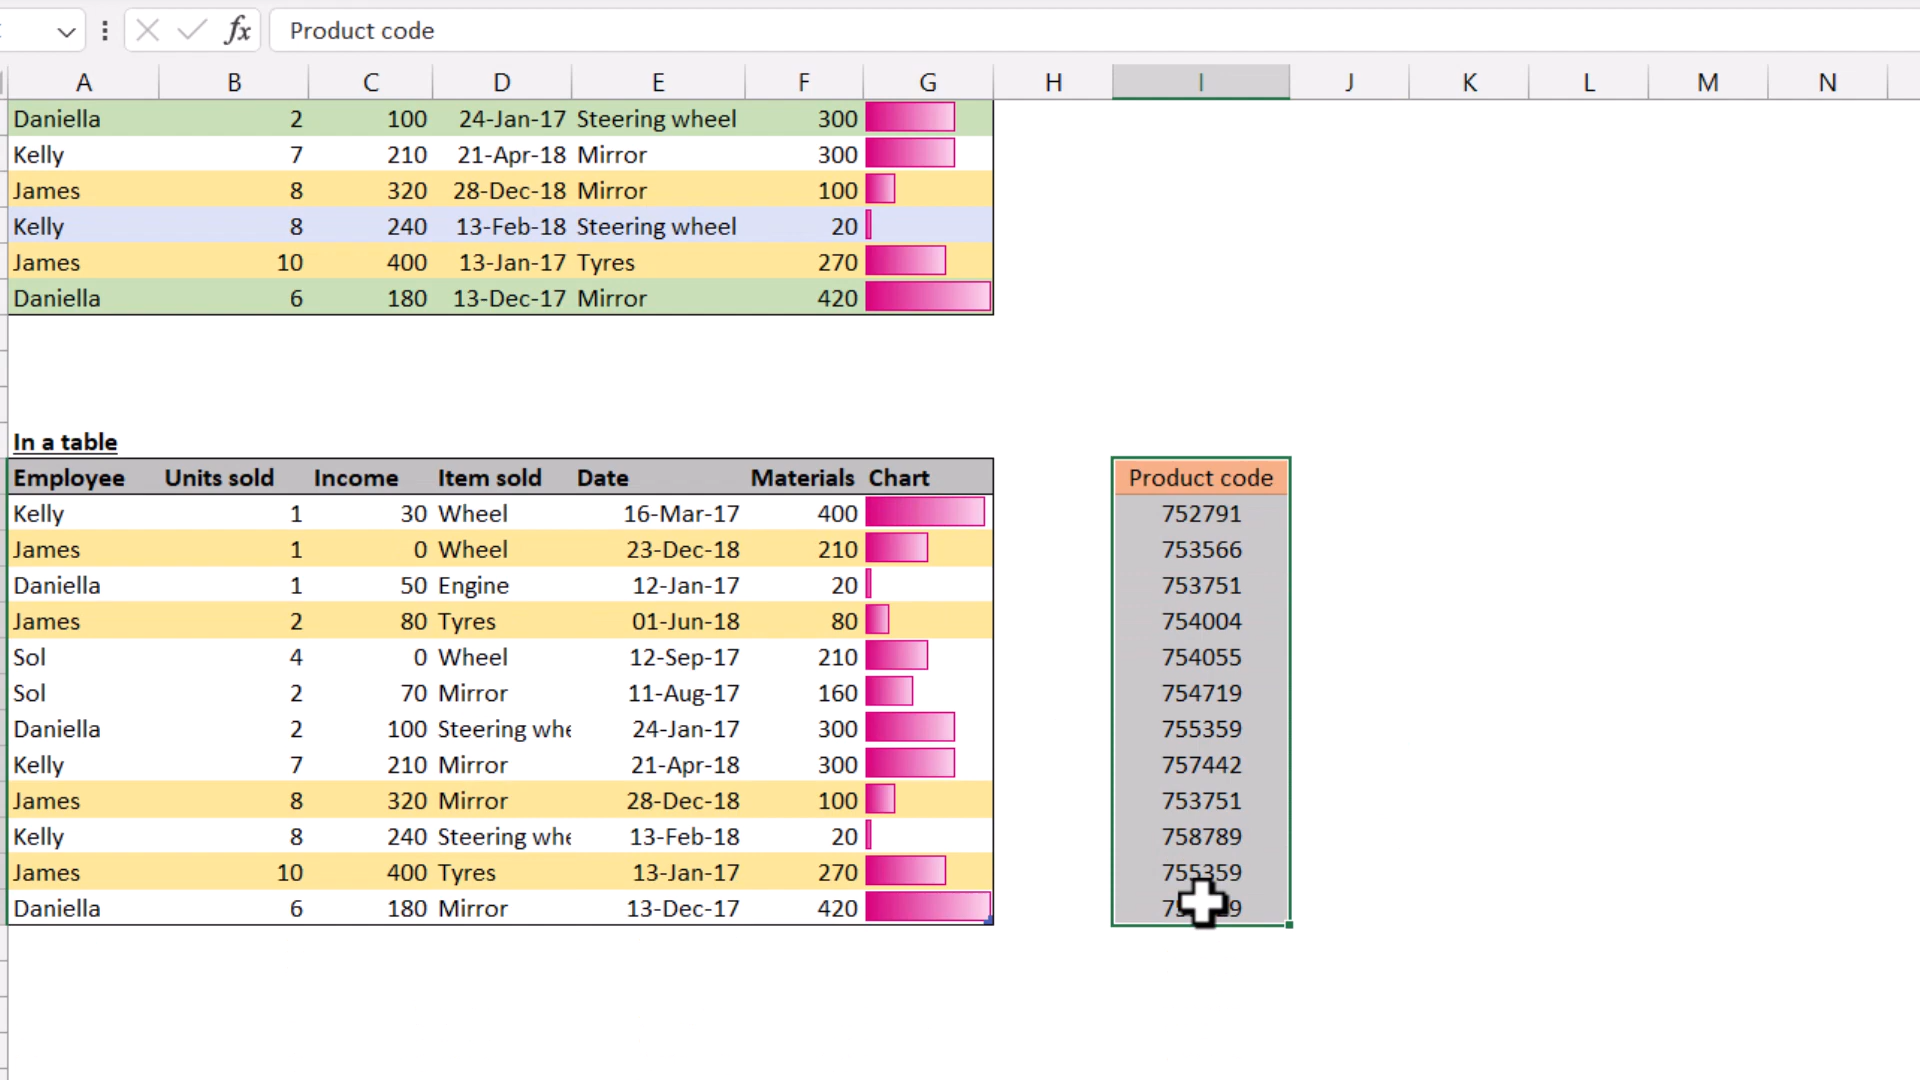 fx Product code
A B C D E F G H I J K L M N
Daniella 2 100 24-Jan-17 Steering wheel 300
Kelly 7 210 21-Apr-18 Mirror 300
James 8 320 28-Dec-18 Mirror 100
Kelly 8 240 13-Feb-18 Steering wheel 20
James 10 400 13-Jan-17 Tyres 270
Daniella 6 180 13-Dec-17 Mirror 420
In a table
Employee Units sold Income Item sold Date Materials Chart Product code
Kelly 1 30 Wheel 16-Mar-17 400 752791
James 1 0 Wheel 23-Dec-18 210 753566
Daniella 1 50 Engine 12-Jan-17 20 753751
James 2 80 Tyres 01-Jun-18 80 754004
Sol 4 0 Wheel 12-Sep-17 210 754055
Sol 2 70 Mirror 11-Aug-17 160 754719
Daniella 2 100 Steering whe 24-Jan-17 300 755359
Kelly 7 210 Mirror 21-Apr-18 300 757442
James 8 320 Mirror 28-Dec-18 100 753751
Kelly 8 240 Steering whe 13-Feb-18 20 758789
James 10 400 Tyres 13-Jan-17 270 755359
Daniella 6 180 Mirror 13-Dec-17 420